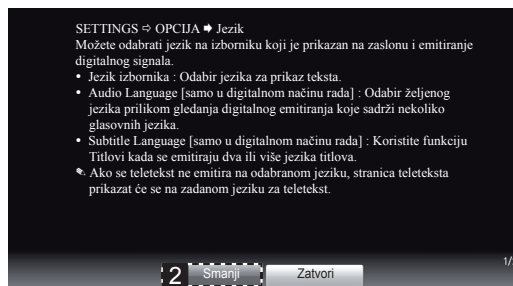 SETTINGS ⇨ OPCIJA ➧ Jezik
Možete odabrati jezik na izborniku koji je prikazan na zaslonu i emitiranje
digitalnog signala.
• Jezik izbornika : Odabir jezika za prikaz teksta.
• Audio Language [samo u digitalnom načinu rada] : Odabir željenog
jezika prilikom gledanja digitalnog emitiranja koje sadrži nekoliko
glasovnih jezika.
• Subtitle Language [samo u digitalnom načinu rada] : Koristite funkciju
Titlovi kada se emitiraju dva ili više jezika titlova.
✎ Ako se teletekst ne emitira na odabranom jeziku, stranica teleteksta
prikazat će se na zadanom jeziku za teletekst.
1/
2 Smanji Zatvori